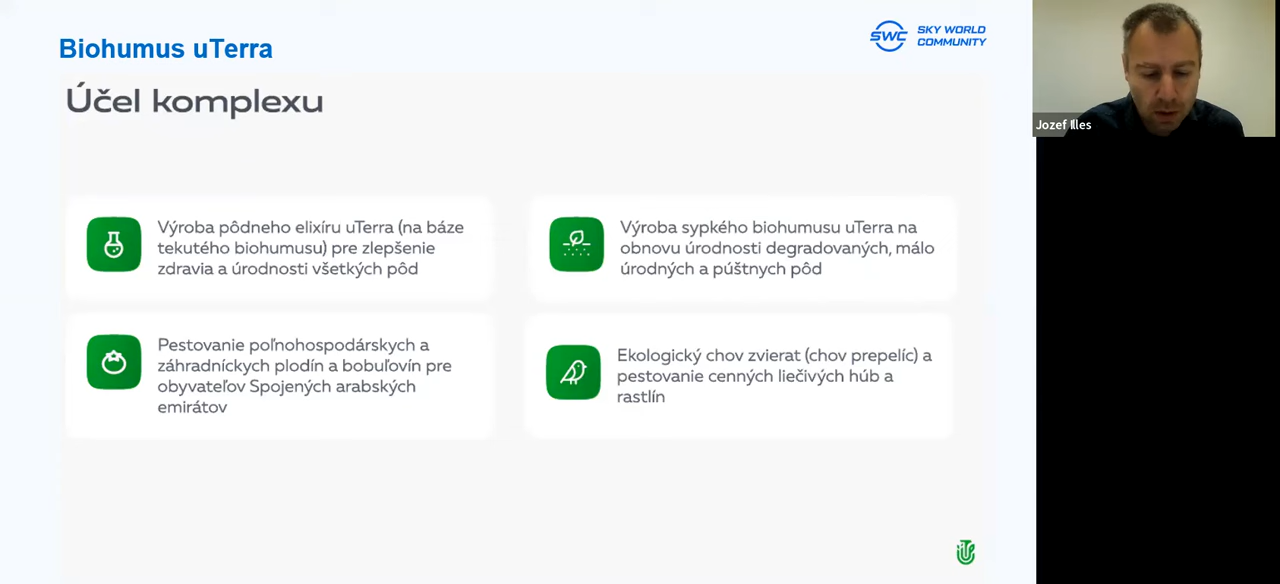 Biohumus uTerra
SWC
SKY WORLD
COMMUNITY
Účel komplexu
Výroba pôdneho elixíru uTerra (na báze
tekutého biohumusu) pre zlepšenie
zdravia a úrodnosti všetkých pôd
Výroba sypkého biohumusu uTerra na
obnovu úrodnosti degradovaných, málo
úrodných a púštnych pôd
Pestovanie poľnohospodárskych a
záhradníckych plodín a bobuľovín pre
obyvateľov Spojených arabských
emirátov
Ekologický chov zvierat (chov prepelíc) a
pestovanie cenných liečivých húb a
rastlín
Jozef Illes